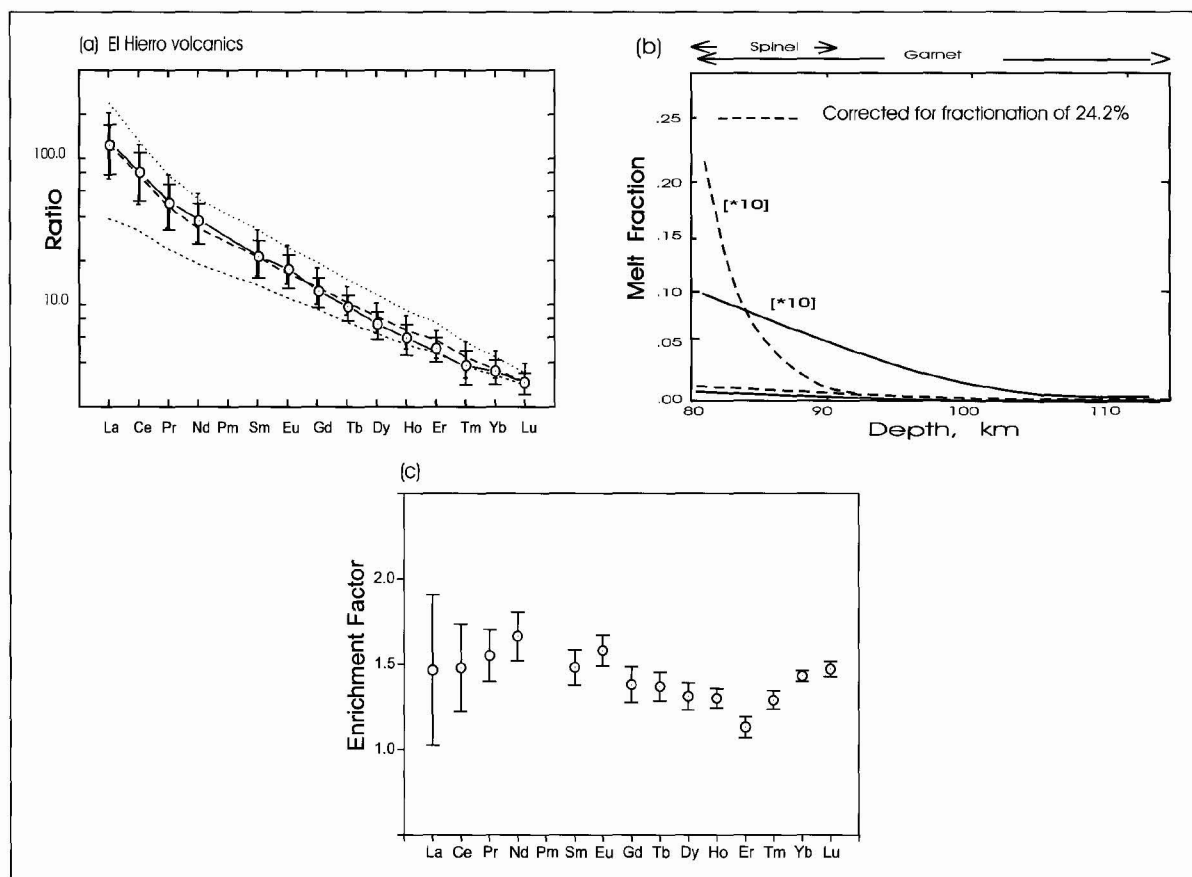 (a) El Hierro volcanics
Ratio
100.0
10.0
La Ce Pr Nd Pm Sm Eu Gd Tb Dy Ho Er Tm Yb Lu
(b)
Spinel
Garnet
Corrected for fractionation of 24.2%
[*10]
[*10]
Melt Fraction
.25
.20
.15
.10
.05
.00
80 90 100 110
Depth, km
(c)
Enrichment Factor
2.0
1.5
1.0
La Ce Pr Nd Pm Sm Eu Gd Tb Dy Ho Er Tm Yb Lu